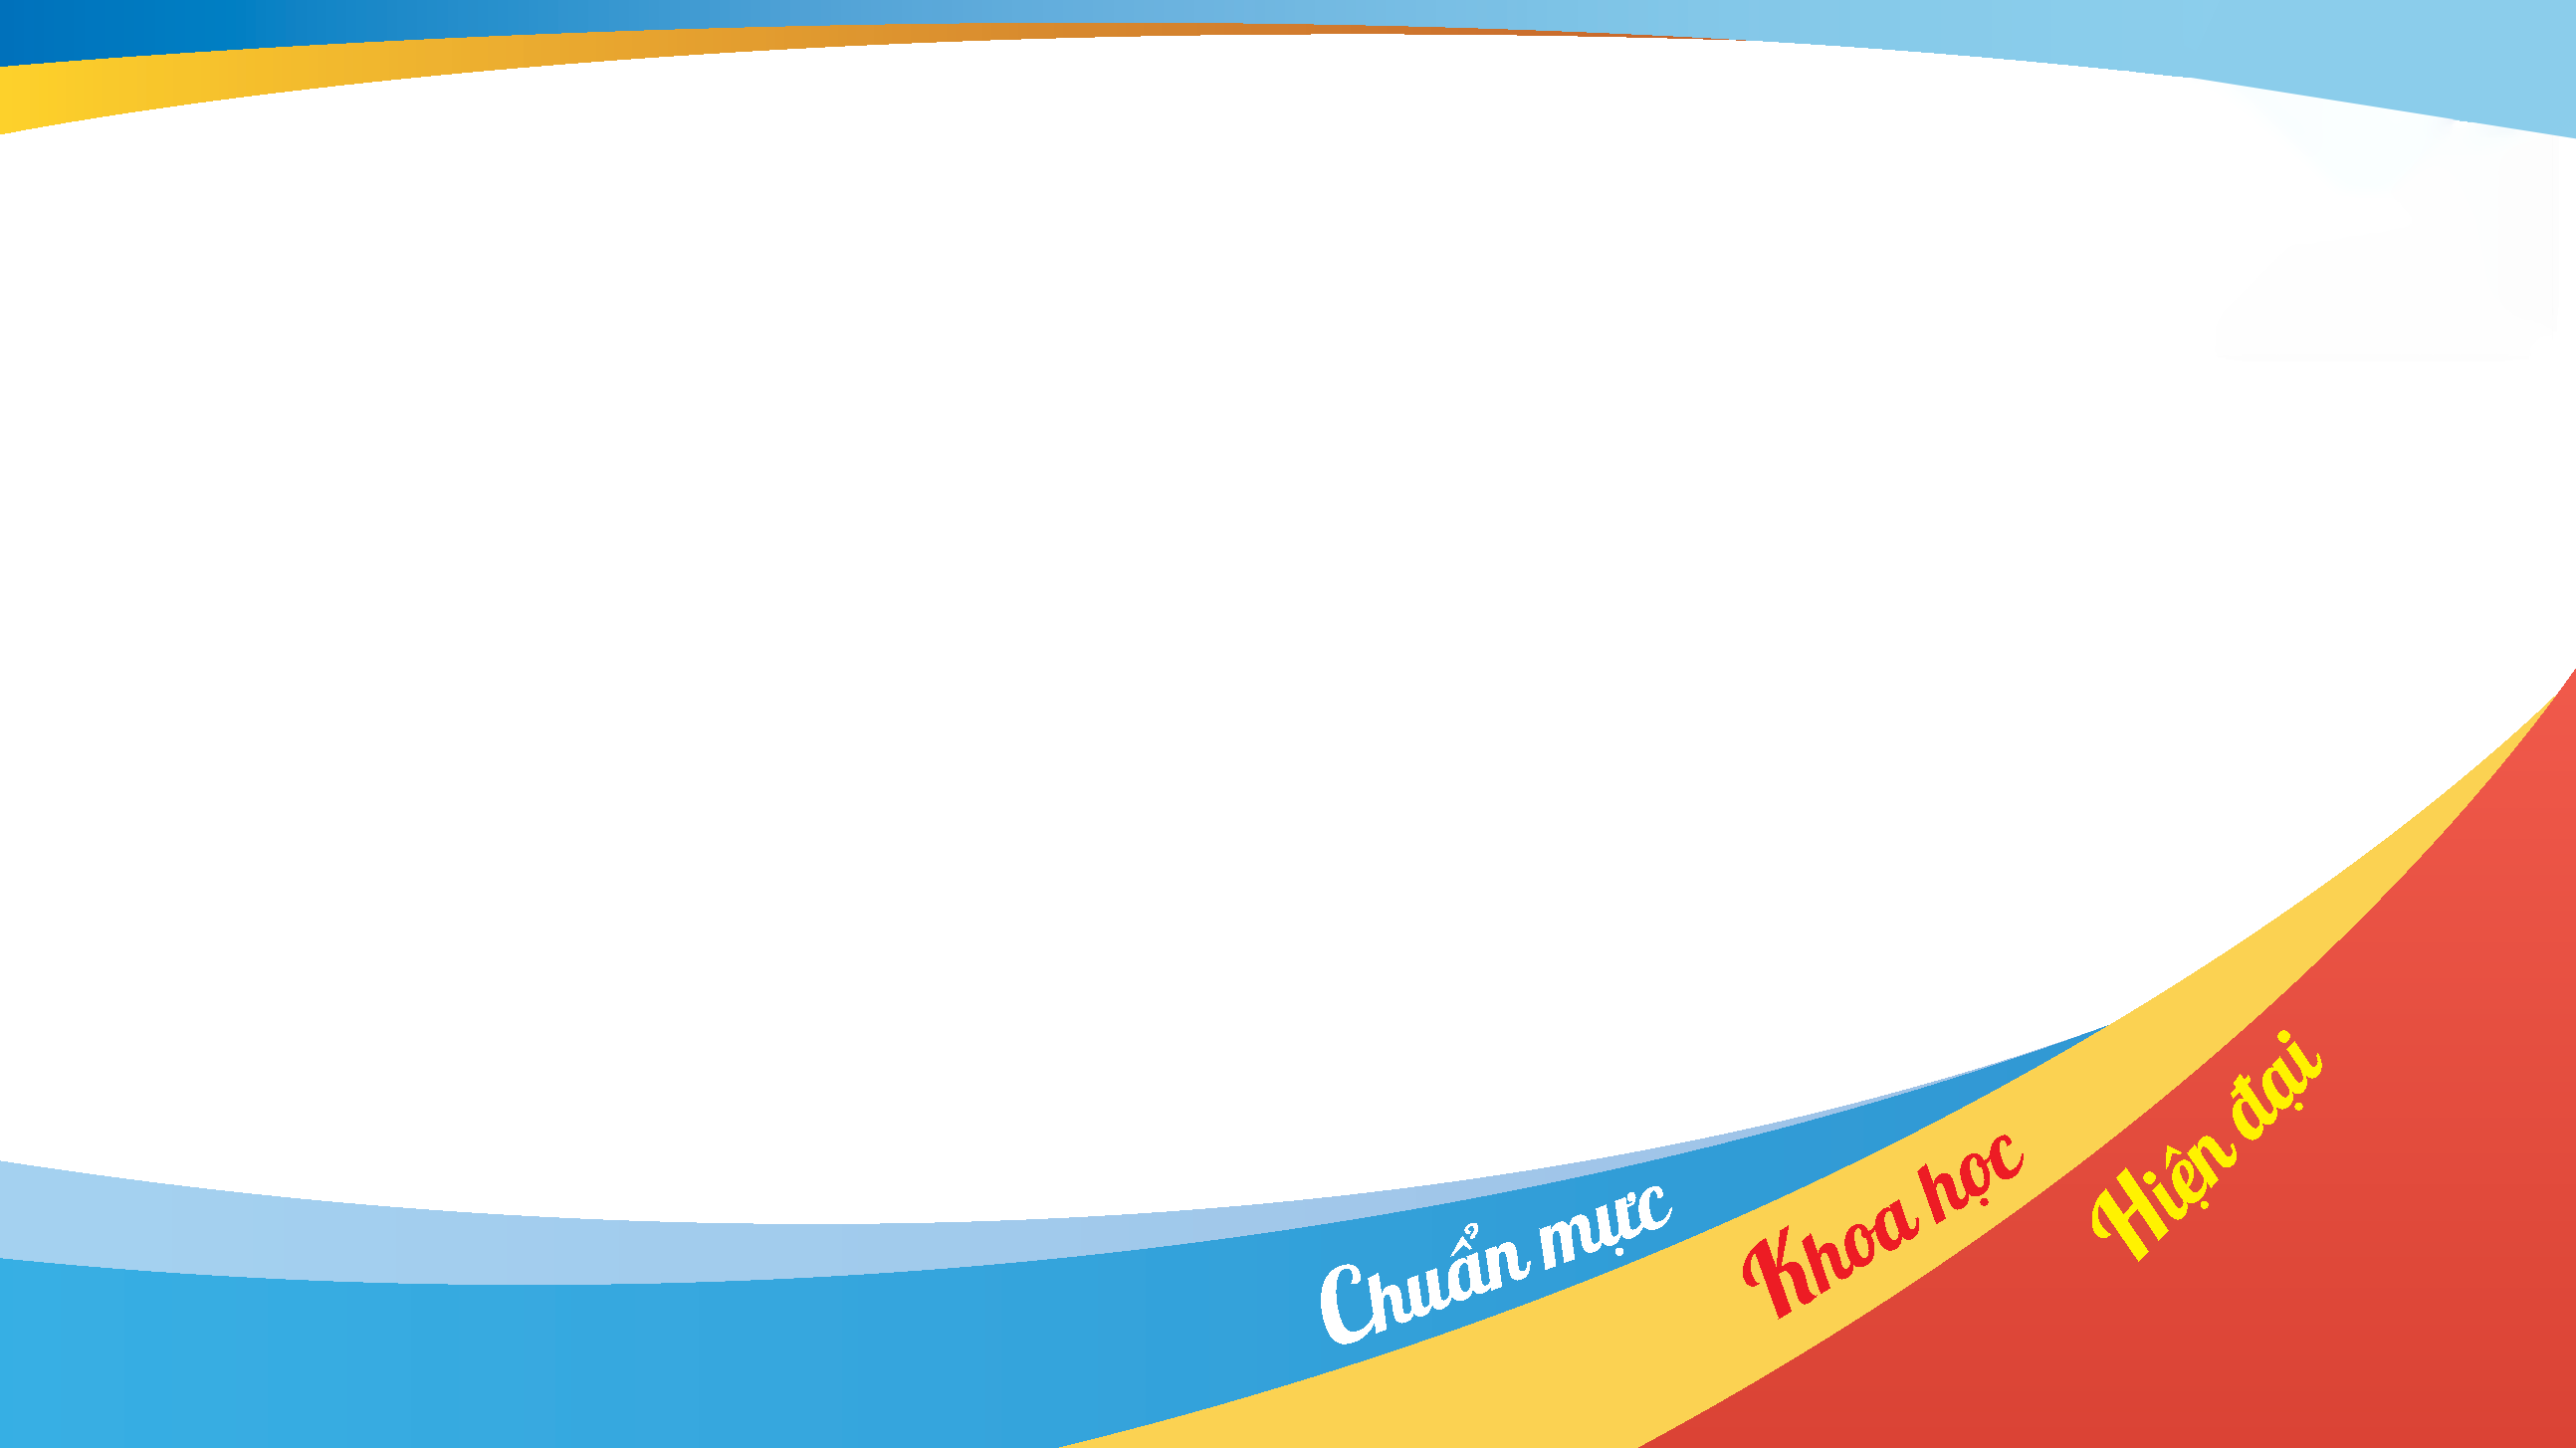 Chuẩn mực
Khoa học
Hiện đại